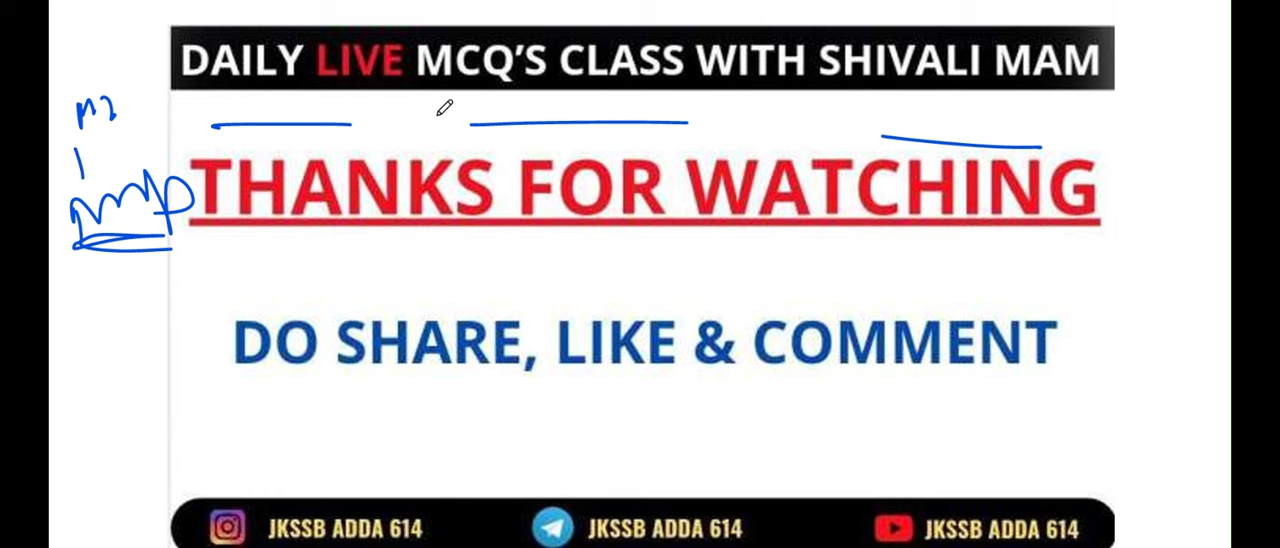 DAILY LIVE MCQ'S CLASS WITH SHIVALI MAM
THANKS FOR WATCHING
DO SHARE, LIKE & COMMENT
JKSSB ADDA 614 JKSSB ADDA 614 JKSSB ADDA 614